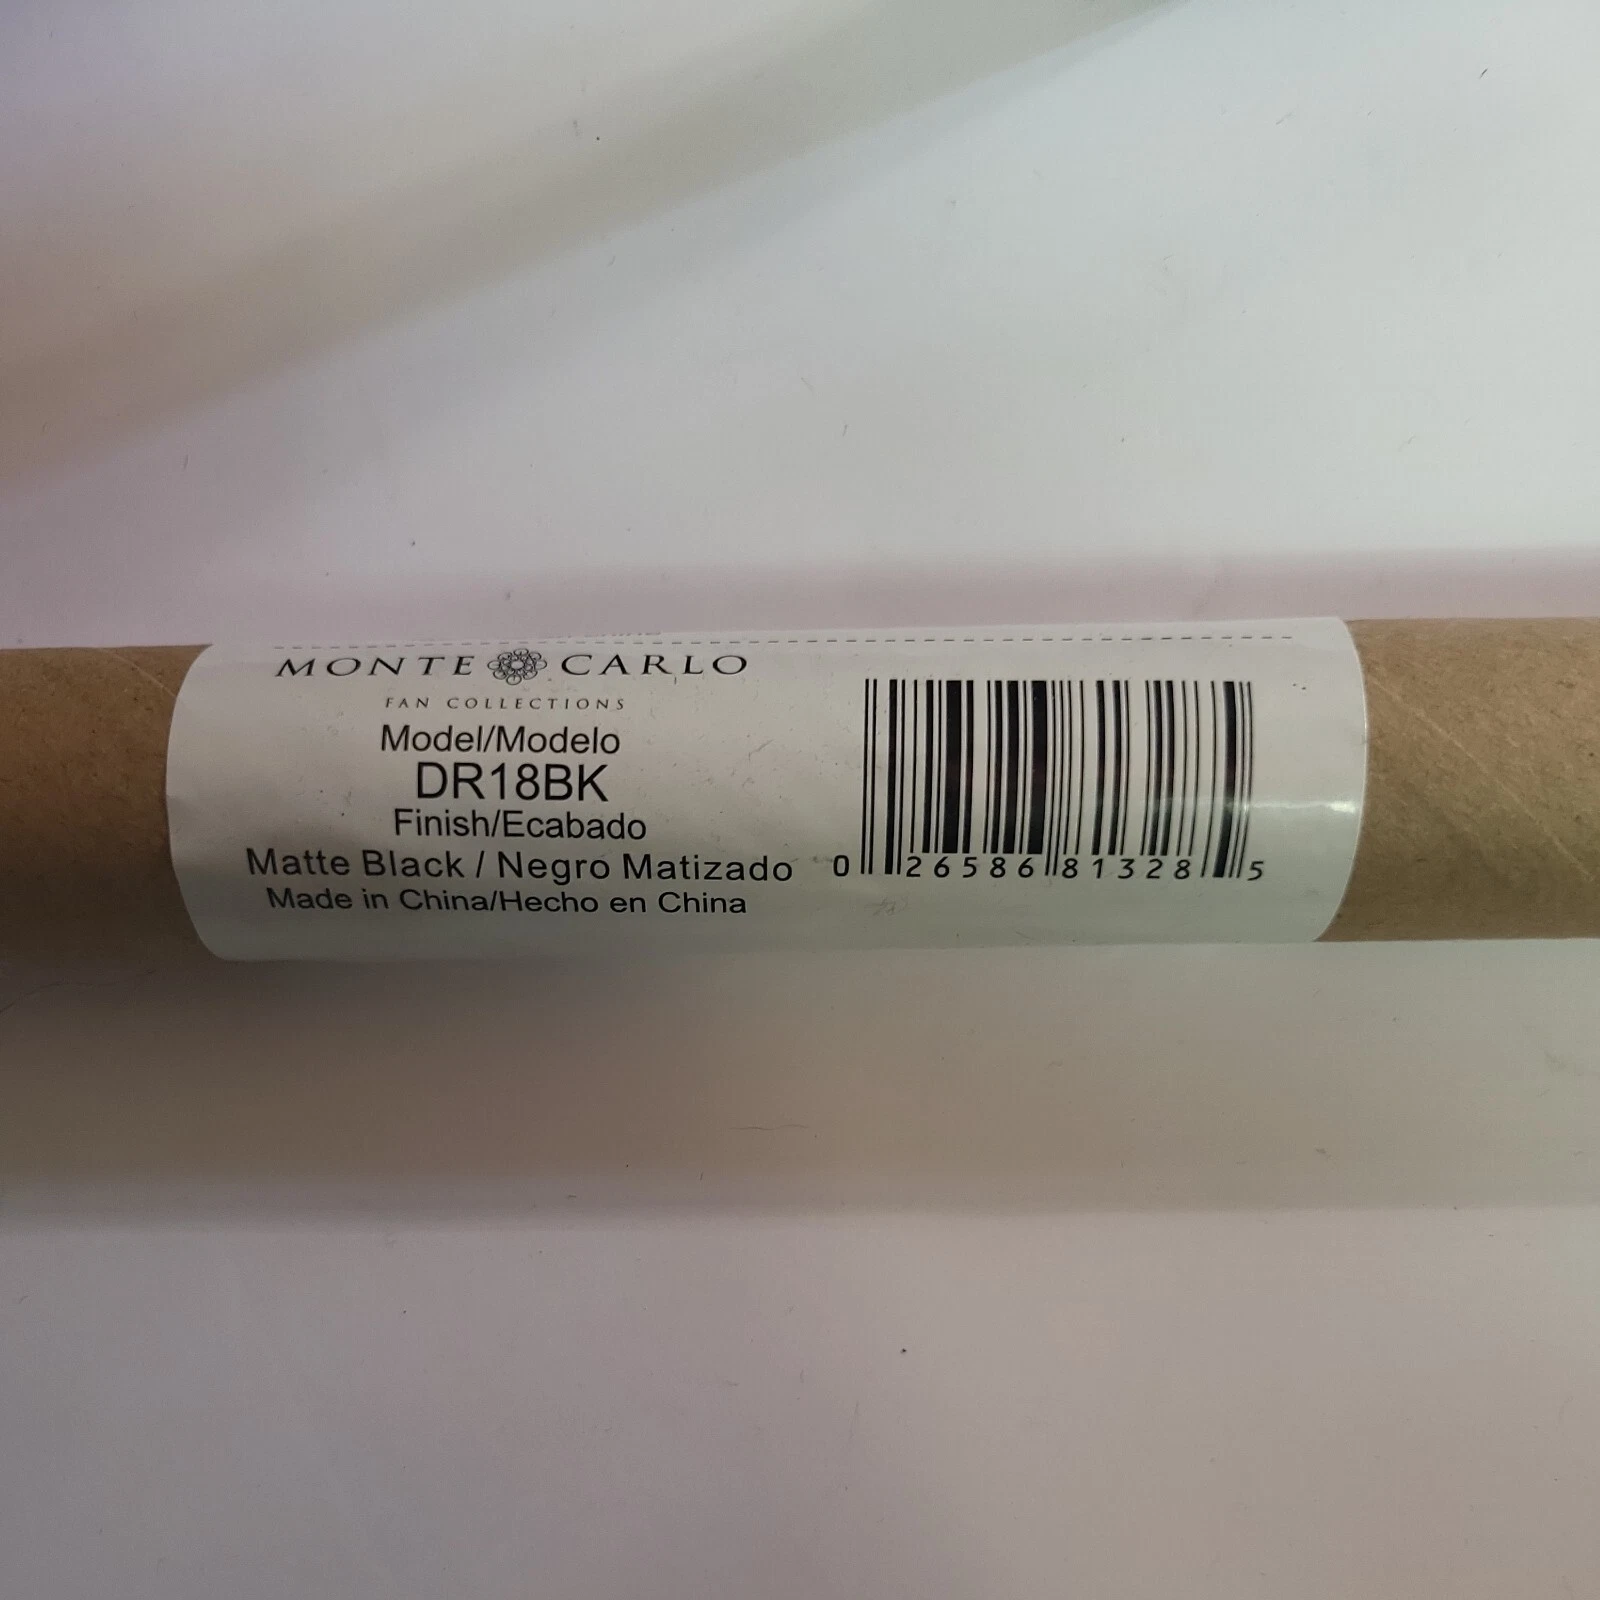 MONTE CARLO
FAN COLLECTIONS
Model/Modelo
DR18BK
Finish/Ecabado
Matte Black / Negro Matizado
Made in China/Hecho en China
0 26586 81328 5